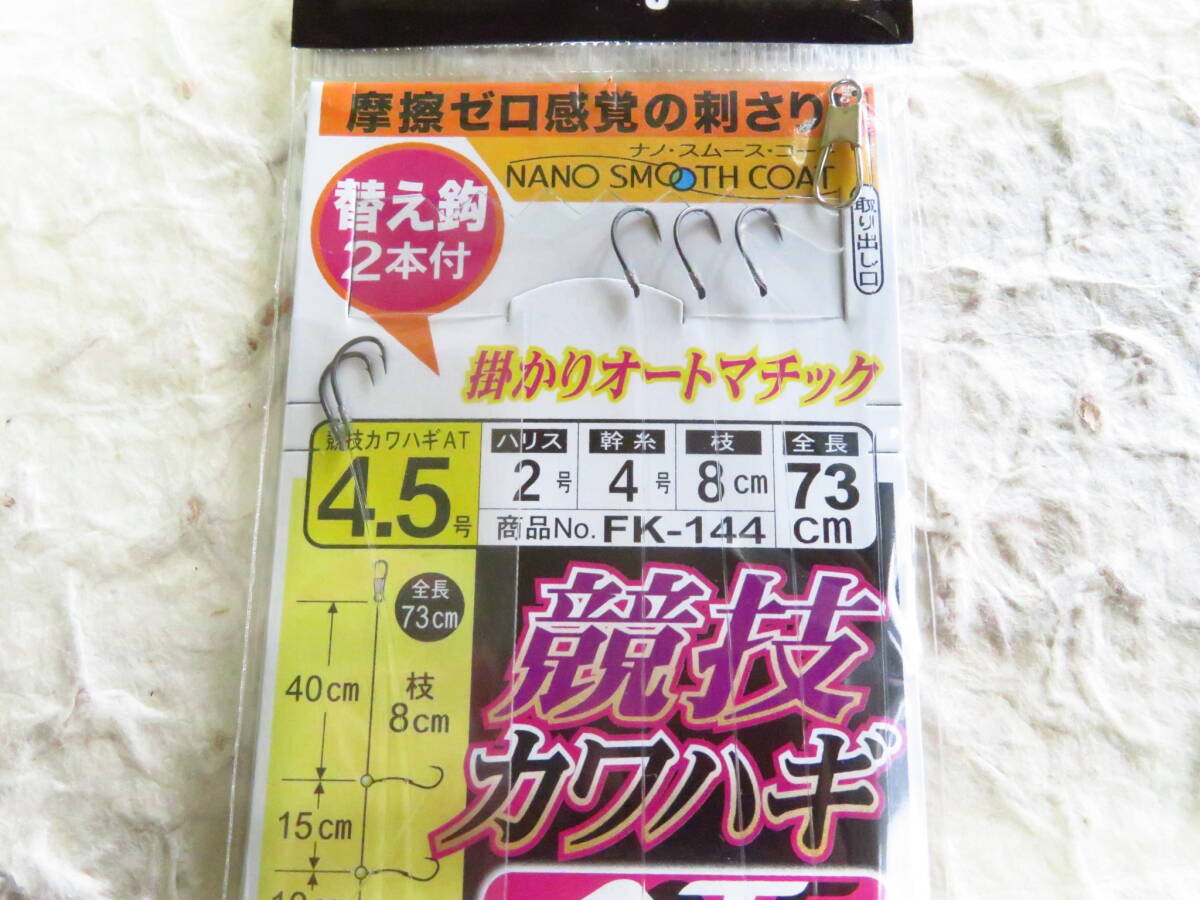 摩擦ゼロ感覚の刺さり
ナノ・スムース・コート
NANO SMOOTH COAT
替え鈎
2本付
取り出し口
掛かりオートマチック
競技カワハギAT
4.5号
ハリス
2号
幹糸
4号
枝
8cm
全長
73cm
商品No. FK-144
全長
73cm
40cm
枝
8cm
15cm
競技
カワハギ